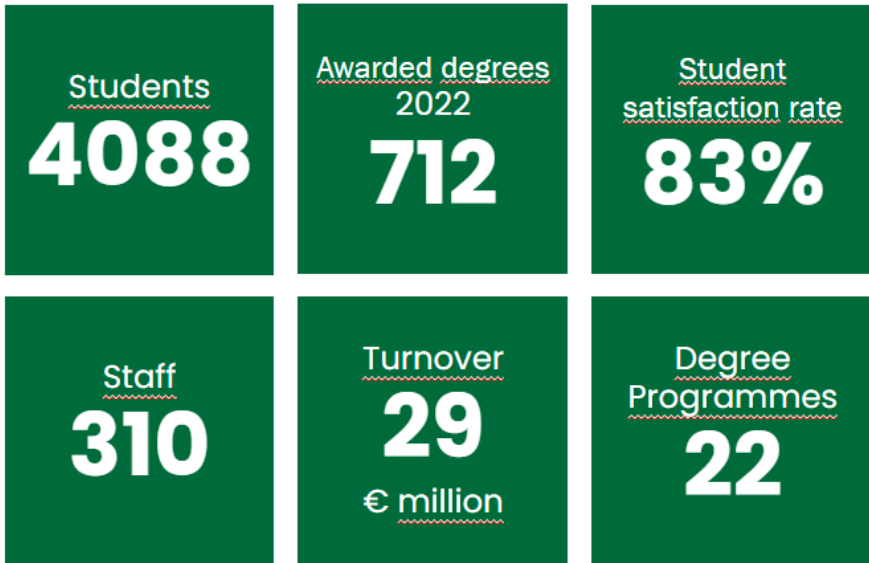 Students
4088
Awarded degrees
2022
712
Student
satisfaction rate
83%
Staff
310
Turnover
29
€ million
Degree
Programmes
22